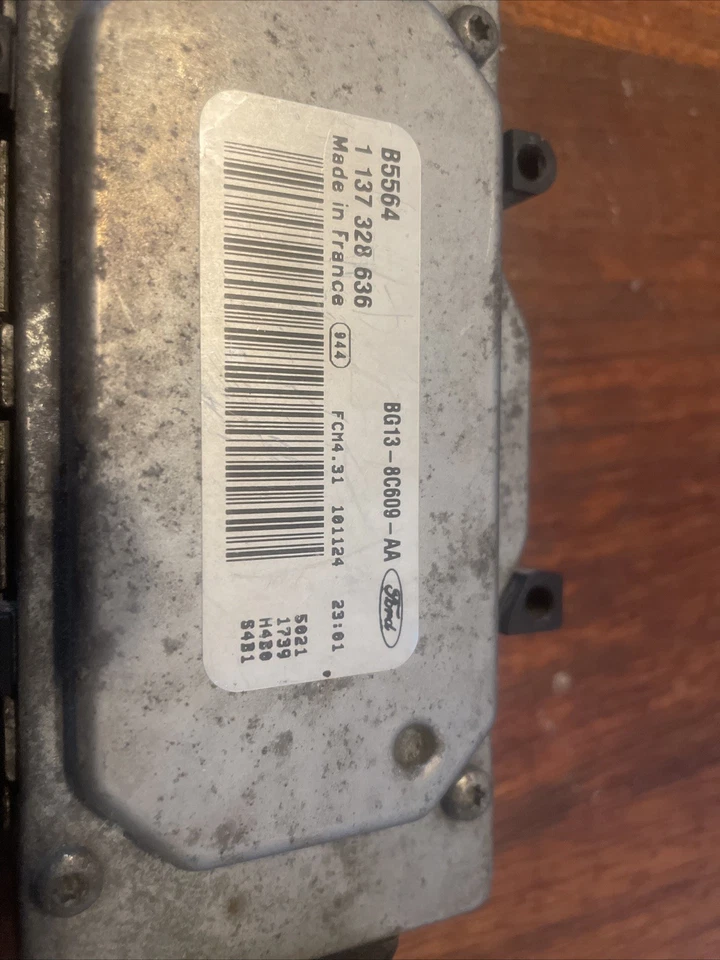 B5564
1 137 328 636
BG13-8C609-AA Ford
Made in France 944 FCM4.31 101124 23:01
5021
1739
H4B0
S4B1